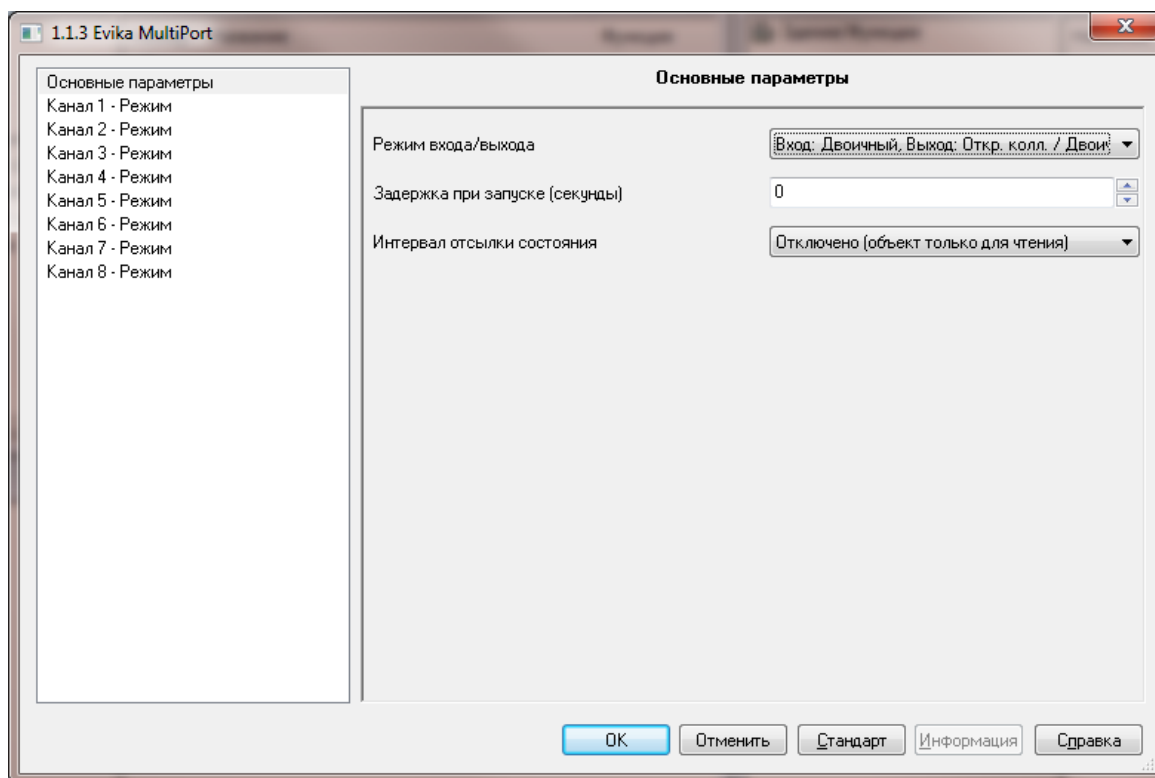 1.1.3 Evika MultiPort
Основные параметры
Канал 1 - Режим
Канал 2 - Режим
Канал 3 - Режим
Канал 4 - Режим
Канал 5 - Режим
Канал 6 - Режим
Канал 7 - Режим
Канал 8 - Режим
Основные параметры
Режим входа/выхода
Вход: Двоичный, Выход: Откр. колл. / Двоич
Задержка при запуске (секунды)
0
Интервал отсылки состояния
Отключено (объект только для чтения)
OK
Отменить
Стандарт
Информация
Справка